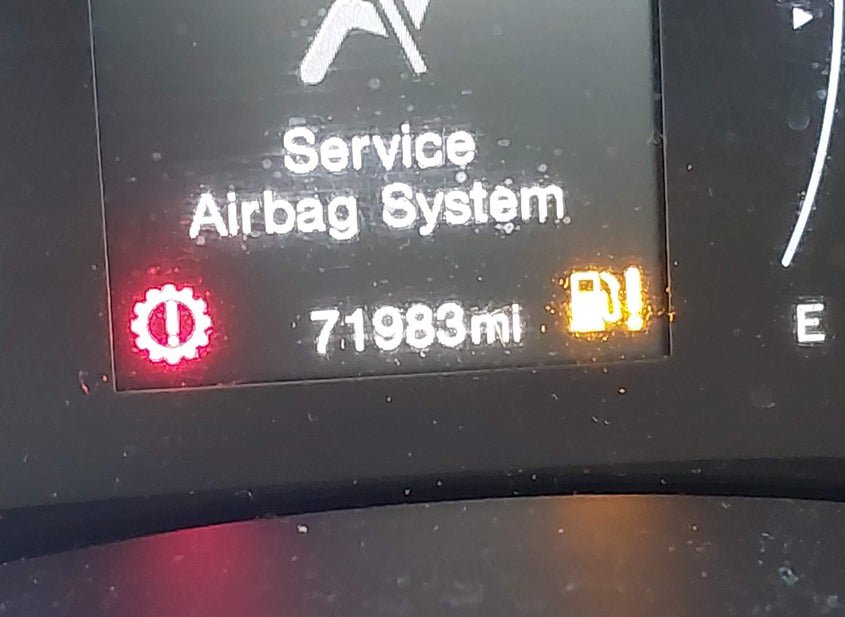 Service
Airbag System
71983mi
E